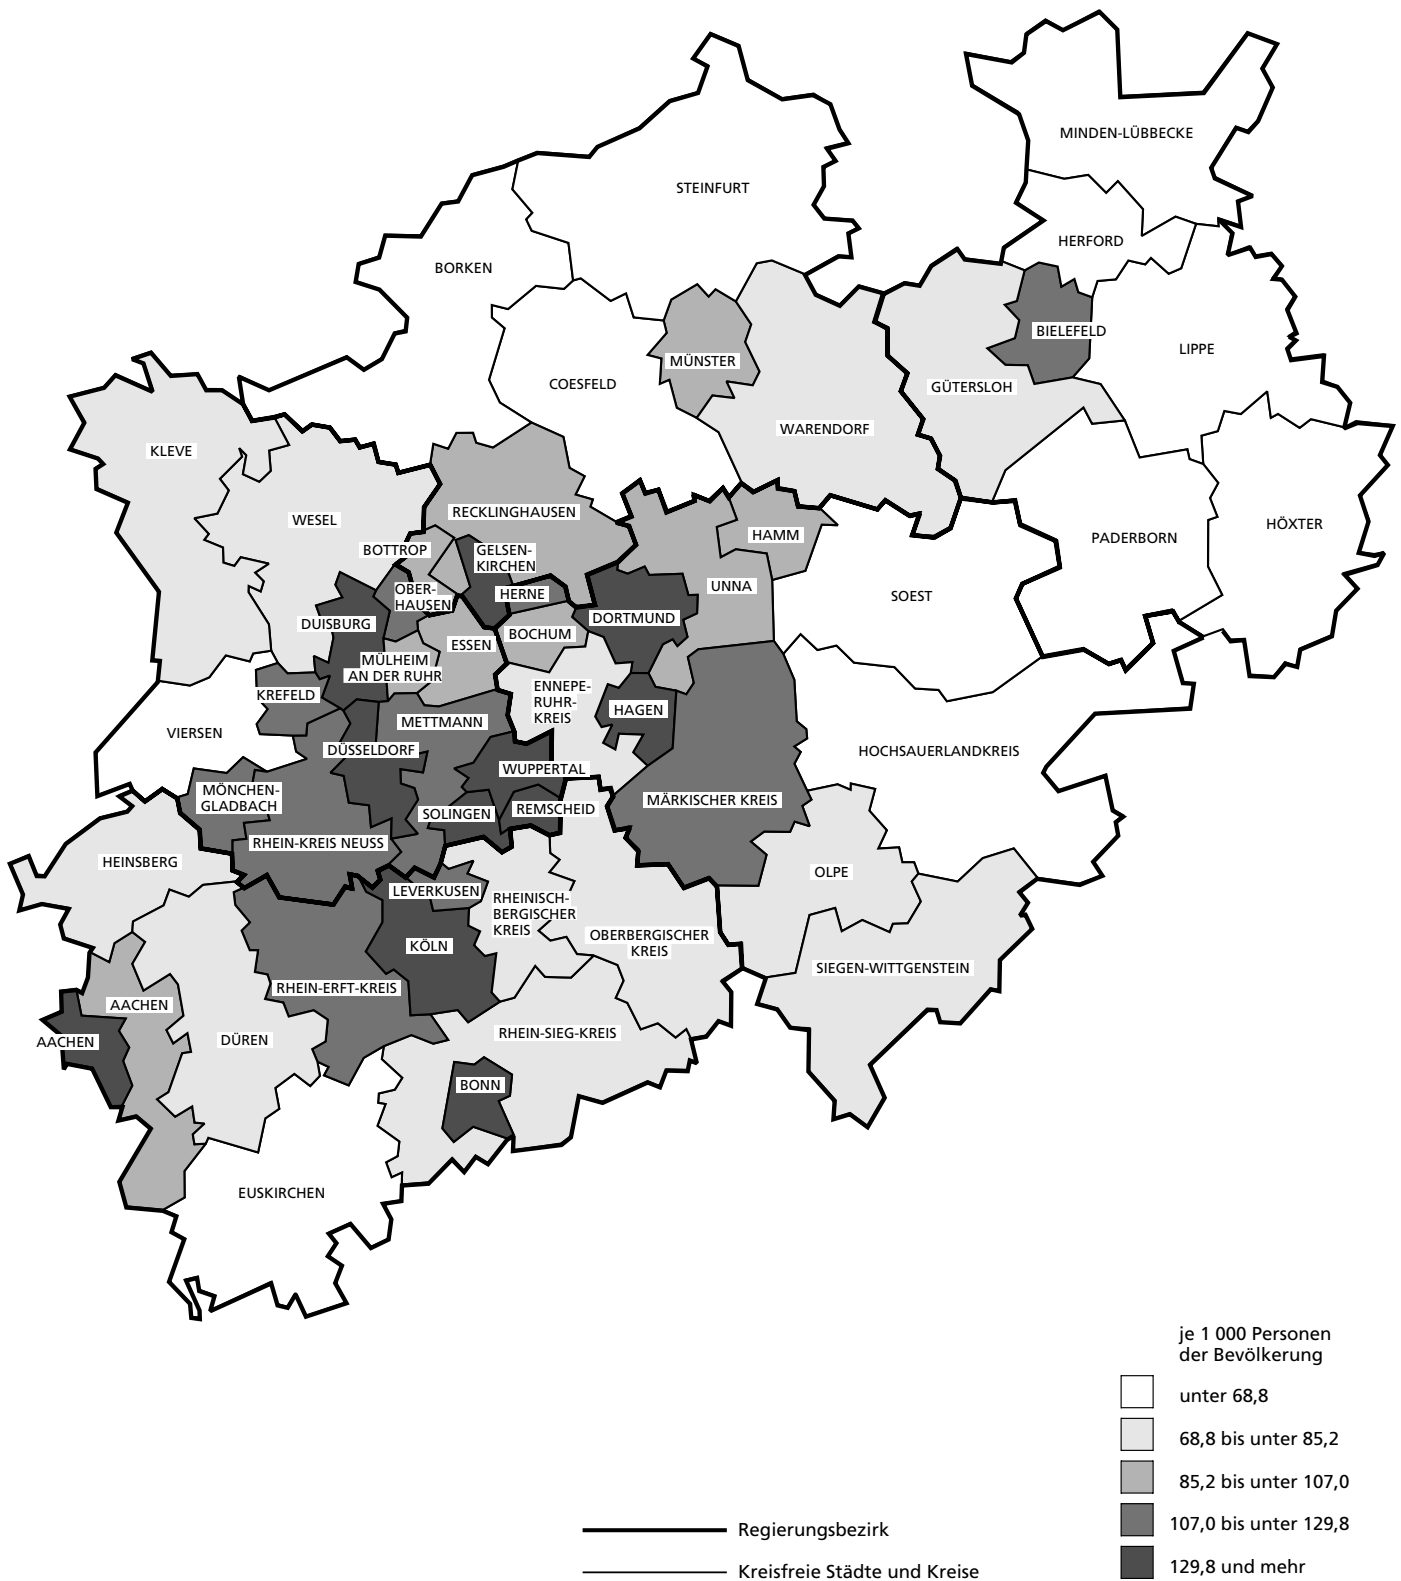 MINDEN-LÜBBECKE
STEINFURT
HERFORD
BORKEN
BIELEFELD
LIPPE
MÜNSTER
COESFELD
GÜTERSLOH
WARENDORF
KLEVE
RECKLINGHAUSEN
WESEL
HÖXTER
HAMM
PADERBORN
BOTTROP
GELSEN-
KIRCHEN
UNNA
OBER-
HAUSEN
HERNE
SOEST
DORTMUND
DUISBURG
BOCHUM
ESSEN
MÜLHEIM
AN DER RUHR
ENNEPE-
RUHR-
KREIS
KREFELD
HAGEN
METTMANN
VIERSEN
DÜSSELDORF
HOCHSAUERLANDKREIS
WUPPERTAL
MÖNCHEN-
GLADBACH
MÄRKISCHER KREIS
REMSCHEID
SOLINGEN
RHEIN-KREIS NEUSS
HEINSBERG
OLPE
LEVERKUSEN
RHEINISCH-
BERGISCHER
KREIS
OBERBERGISCHER
KREIS
KÖLN
SIEGEN-WITTGENSTEIN
RHEIN-ERFT-KREIS
AACHEN
RHEIN-SIEG-KREIS
DÜREN
AACHEN
BONN
EUSKIRCHEN
je 1 000 Personen
der Bevölkerung
unter 68,8
68,8 bis unter 85,2
85,2 bis unter 107,0
107,0 bis unter 129,8
129,8 und mehr
Regierungsbezirk
Kreisfreie Städte und Kreise